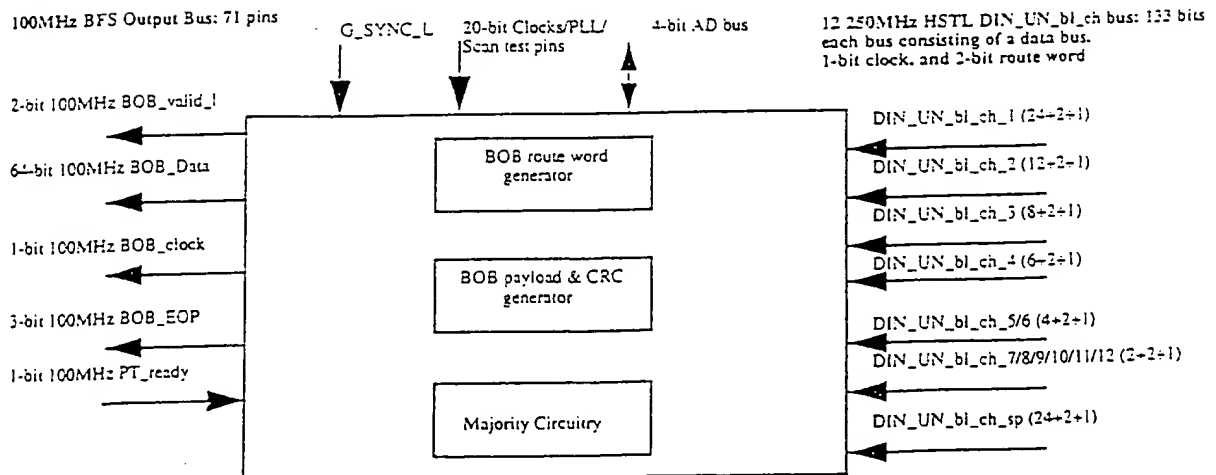 100MHz BFS Output Bus: 71 pins
G_SYNC_L
20-bit Clocks/PLL/
Scan test pins
4-bit AD bus
12 250MHz HSTL DIN_UN_bl_ch bus: 133 bits
each bus consisting of a data bus.
1-bit clock, and 2-bit route word
2-bit 100MHz BOB_valid_l
64-bit 100MHz BOB_Data
1-bit 100MHz BOB_clock
3-bit 100MHz BOB_EOP
1-bit 100MHz PT_ready
BOB route word
generator
BOB payload & CRC
generator
Majority Circuitry
DIN_UN_bl_ch_1 (24+2+1)
DIN_UN_bl_ch_2 (12+2+1)
DIN_UN_bl_ch_3 (8+2+1)
DIN_UN_bl_ch_4 (6+2+1)
DIN_UN_bl_ch_5/6 (4+2+1)
DIN_UN_bl_ch_7/8/9/10/11/12 (2+2+1)
DIN_UN_bl_ch_sp (24+2+1)